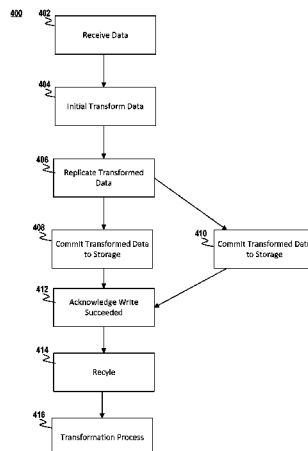 400
402
Receive Data
404
Initial Transform Data
406
Replicate Transformed
Data
408
Commit Transformed Data
to Storage
410
Commit Transformed Data
to Storage
412
Acknowledge Write
Succeeded
414
Recyle
416
Transformation Process